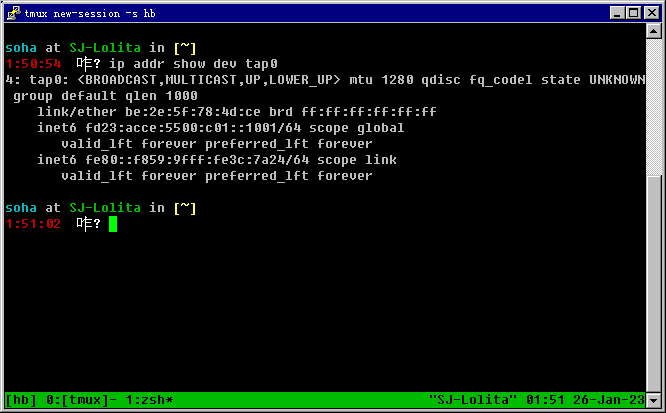 tmux new-session -s hb
soha at SJ-Lolita in [~]
1:50:54 咋? ip addr show dev tap0
4: tap0: <BROADCAST,MULTICAST,UP,LOWER_UP> mtu 1280 qdisc fq_codel state UNKNOWN
group default qlen 1000
link/ether be:2e:5f:78:4d:ce brd ff:ff:ff:ff:ff:ff
inet6 fd23:acce:5500:c01::1001/64 scope global
valid_lft forever preferred_lft forever
inet6 fe80::f859:9fff:fe3c:7a24/64 scope link
valid_lft forever preferred_lft forever
soha at SJ-Lolita in [~]
1:51:02 咋?
[hb] 0:[tmux]- 1:zsh* "SJ-Lolita" 01:51 26-Jan-23